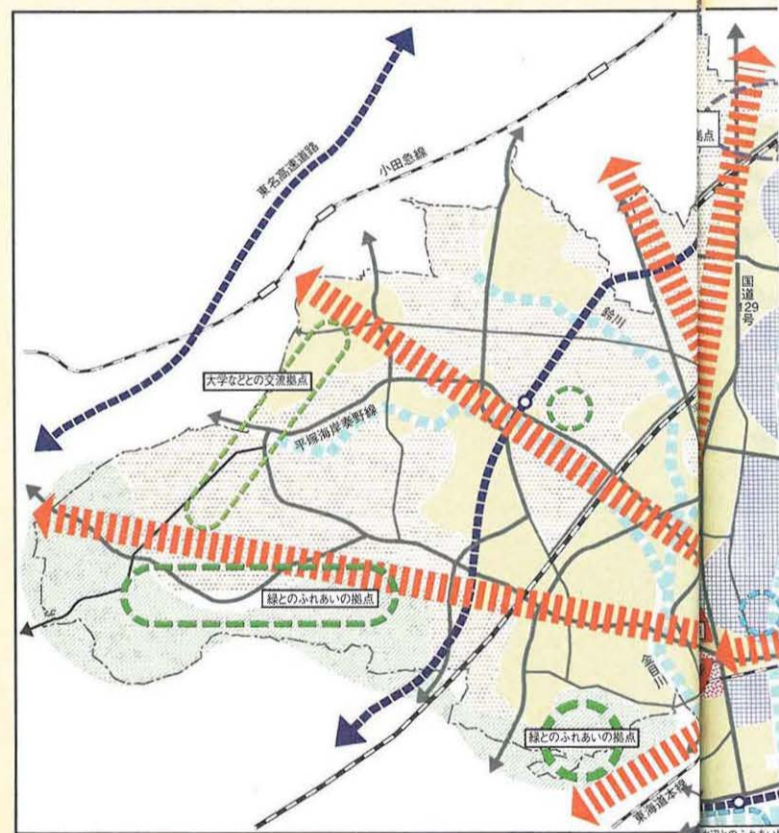 東名高速道路
小田急線
拠点
国道129号
鈴川
大学などとの交流拠点
平塚海岸秦野線
緑とのふれあいの拠点
金目川
緑とのふれあいの拠点
東海道本線